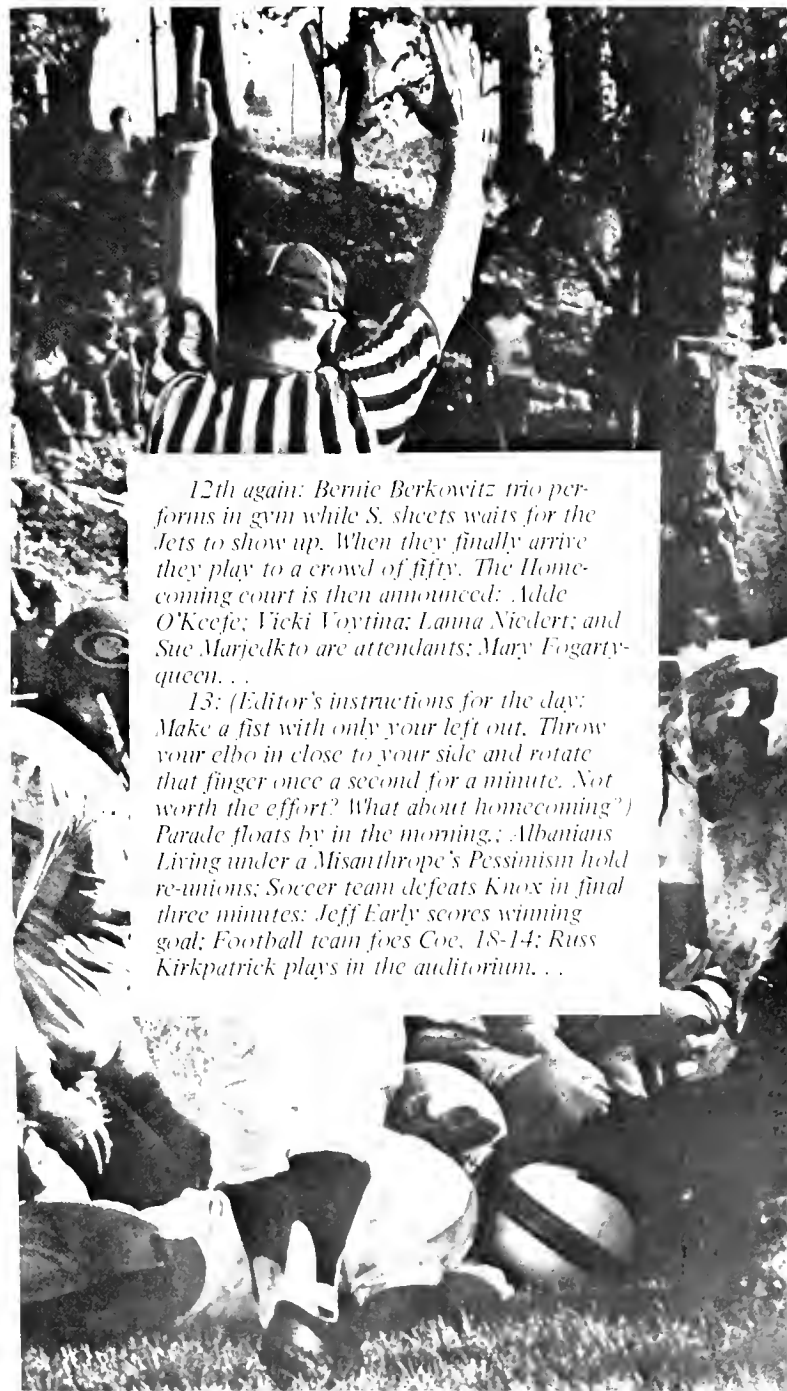 12th again: Bernie Berkowitz trio per-
forms in gym while S. sheets waits for the
Jets to show up. When they finally arrive
they play to a crowd of fifty. The Home-
coming court is then announced: Adde
O'Keefe; Vicki Voytina; Lanna Niedert; and
Sue Marjedkto are attendants; Mary Fogarty-
queen. . .
13: (Editor's instructions for the day:
Make a fist with only your left out. Throw
your elbo in close to your side and rotate
that finger once a second for a minute. Not
worth the effort? What about homecoming?)
Parade floats by in the morning.; Albanians
Living under a Misanthrope's Pessimism hold
re-unions; Soccer team defeats Knox in final
three minutes: Jeff Early scores winning
goal; Football team foes Coe, 18-14; Russ
Kirkpatrick plays in the auditorium. . .